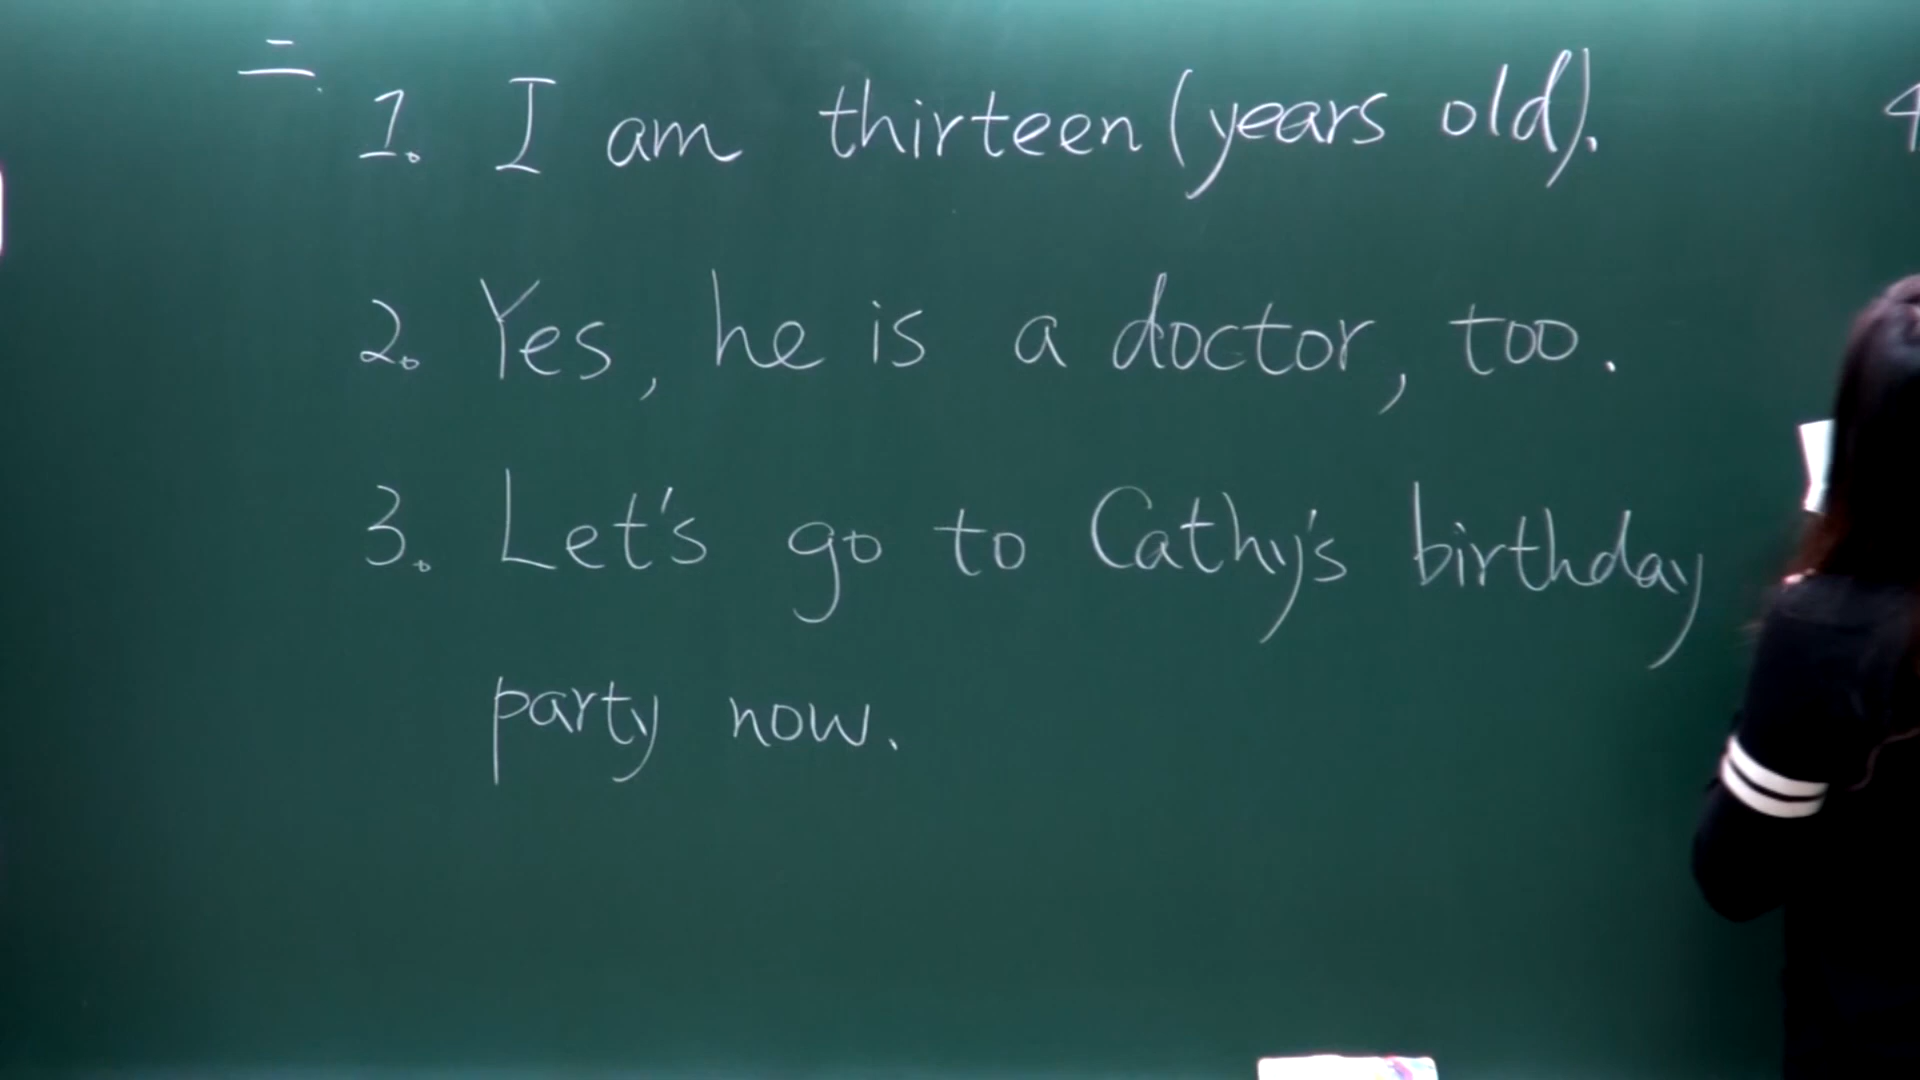 二.
1. I am thirteen (years old).
2. Yes, he is a doctor, too.
3. Let's go to Cathy's birthday
party now.
4